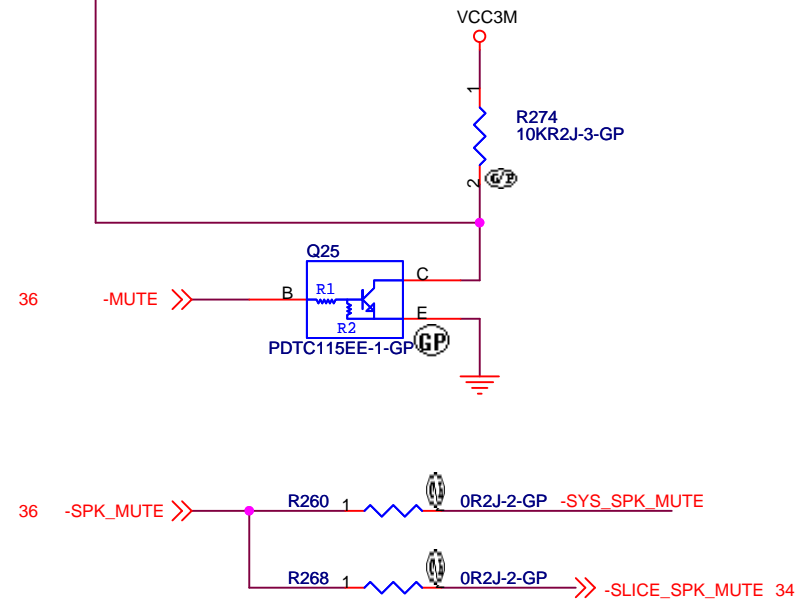 VCC3M
1
R274
10KR2J-3-GP
2
G/P
Q25
C
36
-MUTE
B
R1
E
R2
PDTC115EE-1-GP
GP
36
-SPK_MUTE
R260
1
0R2J-2-GP
-SYS_SPK_MUTE
R268
1
0R2J-2-GP
-SLICE_SPK_MUTE
34